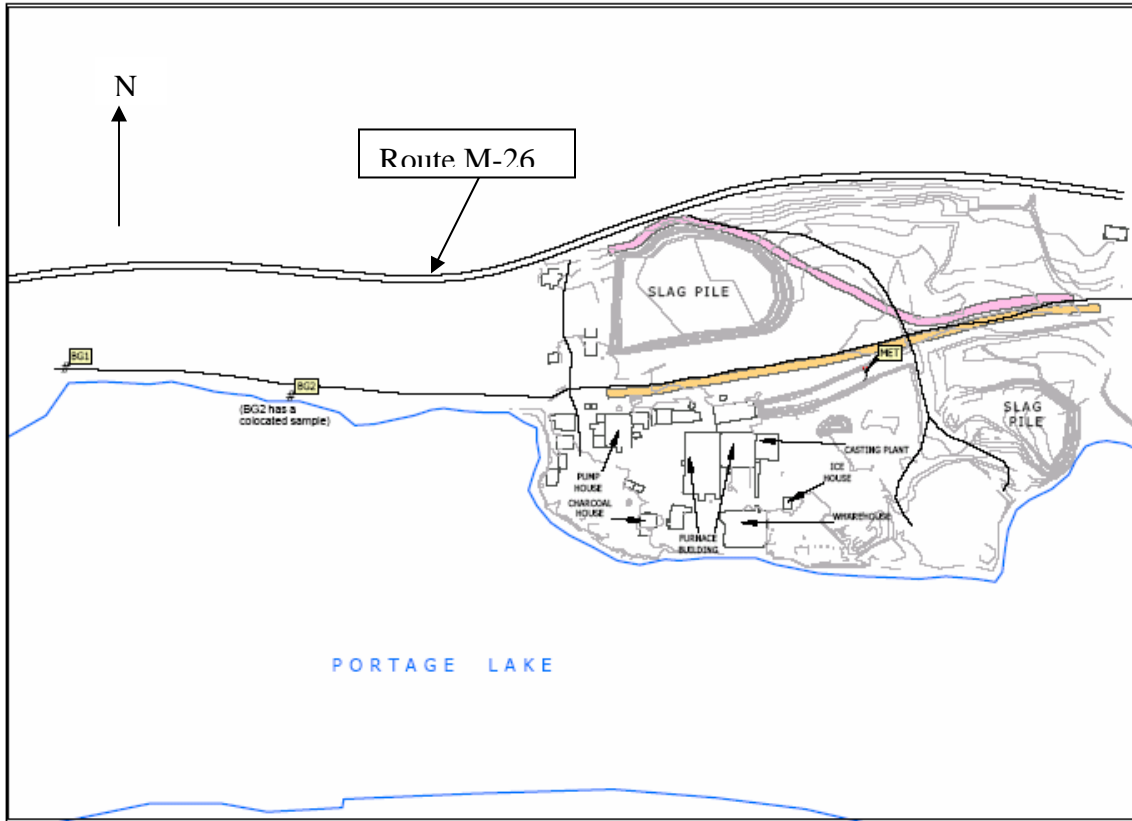 N
Route M-26
SLAG PILE
BG1
MET
BG2
(BG2 has a
colocated sample)
SLAG
PILE
CASTING PLANT
PUMP
HOUSE
ICE
HOUSE
CHARCOAL
HOUSE
WHAREHOUSE
FURNACE
BUILDING
PORTAGE LAKE